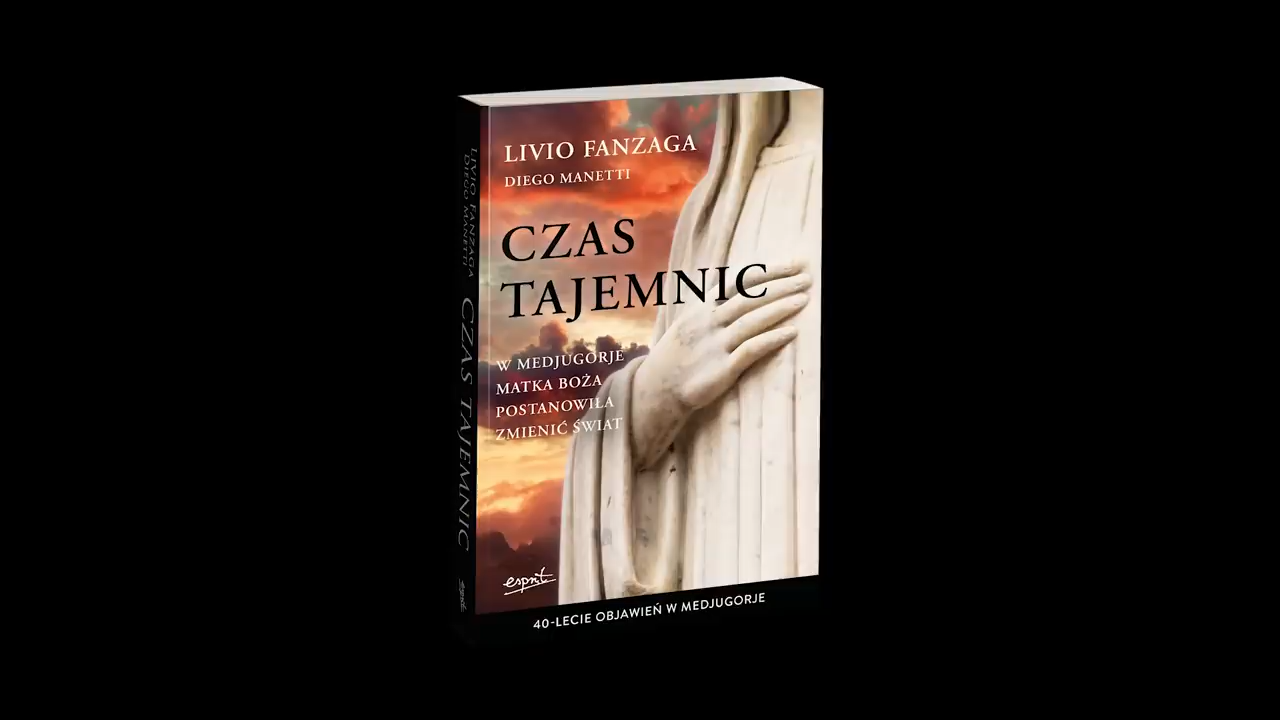 LIVIO FANZAGA
DIEGO MANETTI
CZAS
TAJEMNIC
W MEDJUGORJE
MATKA BOŻA
POSTANOWIŁA
ZMIENIĆ ŚWIAT
esprit
40-LECIE OBJAWIEŃ W MEDJUGORJE
LIVIO FANZAGA
DIEGO MANETTI
CZAS TAJEMNIC
esprit